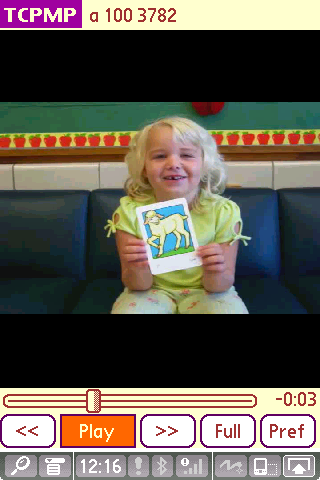 TCPMP a 100 3782
-0:03
<< Play >> Full Pref
12:16